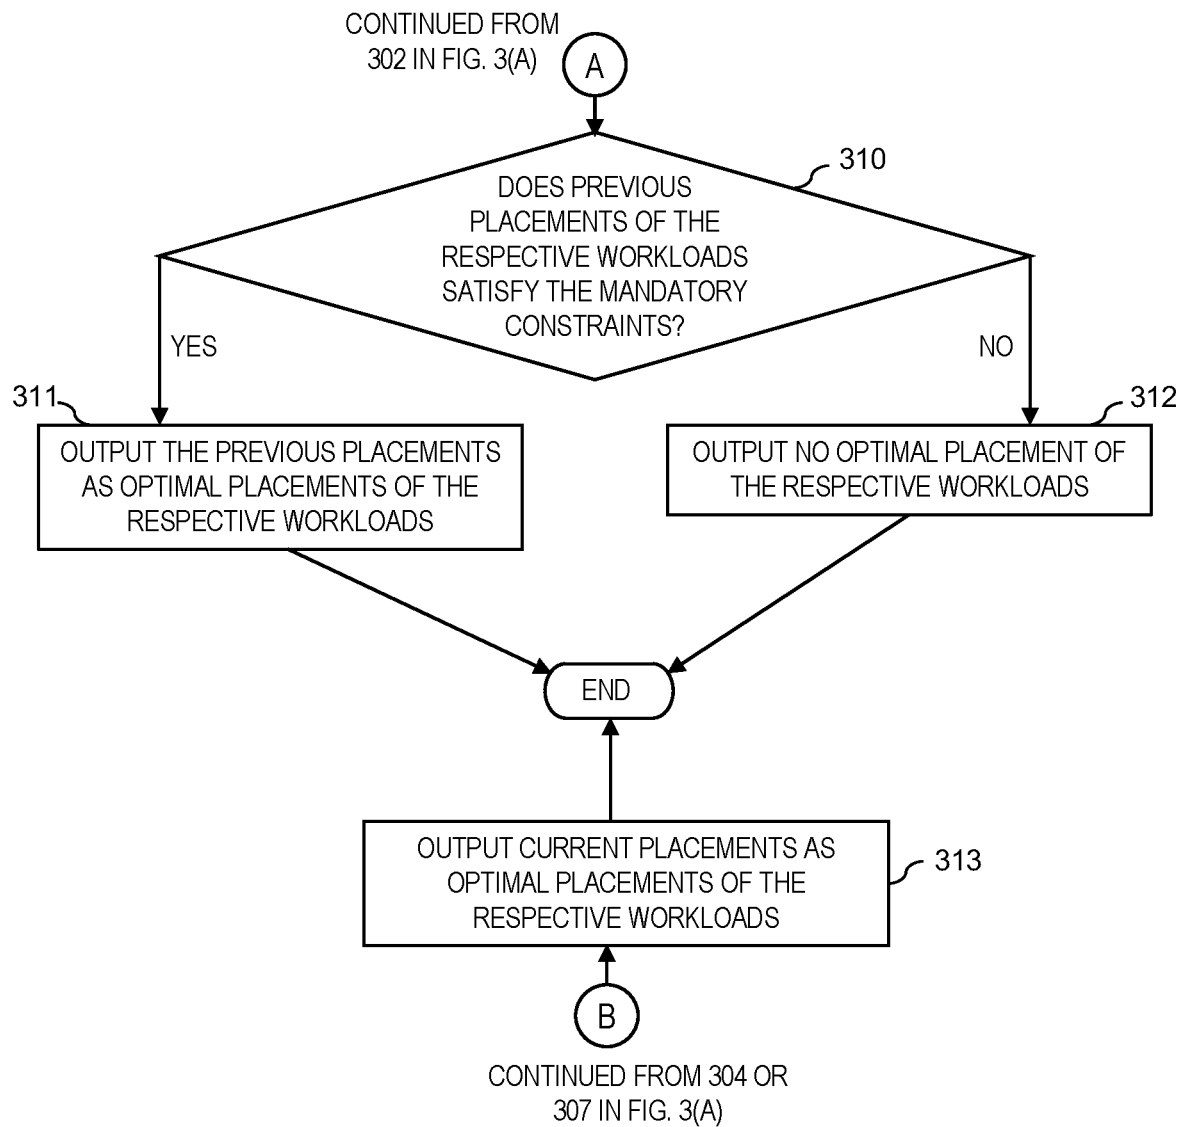 CONTINUED FROM
302 IN FIG. 3(A)
A
310
DOES PREVIOUS
PLACEMENTS OF THE
RESPECTIVE WORKLOADS
SATISFY THE MANDATORY
CONSTRAINTS?
YES
NO
311
312
OUTPUT THE PREVIOUS PLACEMENTS
AS OPTIMAL PLACEMENTS OF THE
RESPECTIVE WORKLOADS
OUTPUT NO OPTIMAL PLACEMENT OF
THE RESPECTIVE WORKLOADS
END
OUTPUT CURRENT PLACEMENTS AS
OPTIMAL PLACEMENTS OF THE
RESPECTIVE WORKLOADS
313
B
CONTINUED FROM 304 OR
307 IN FIG. 3(A)